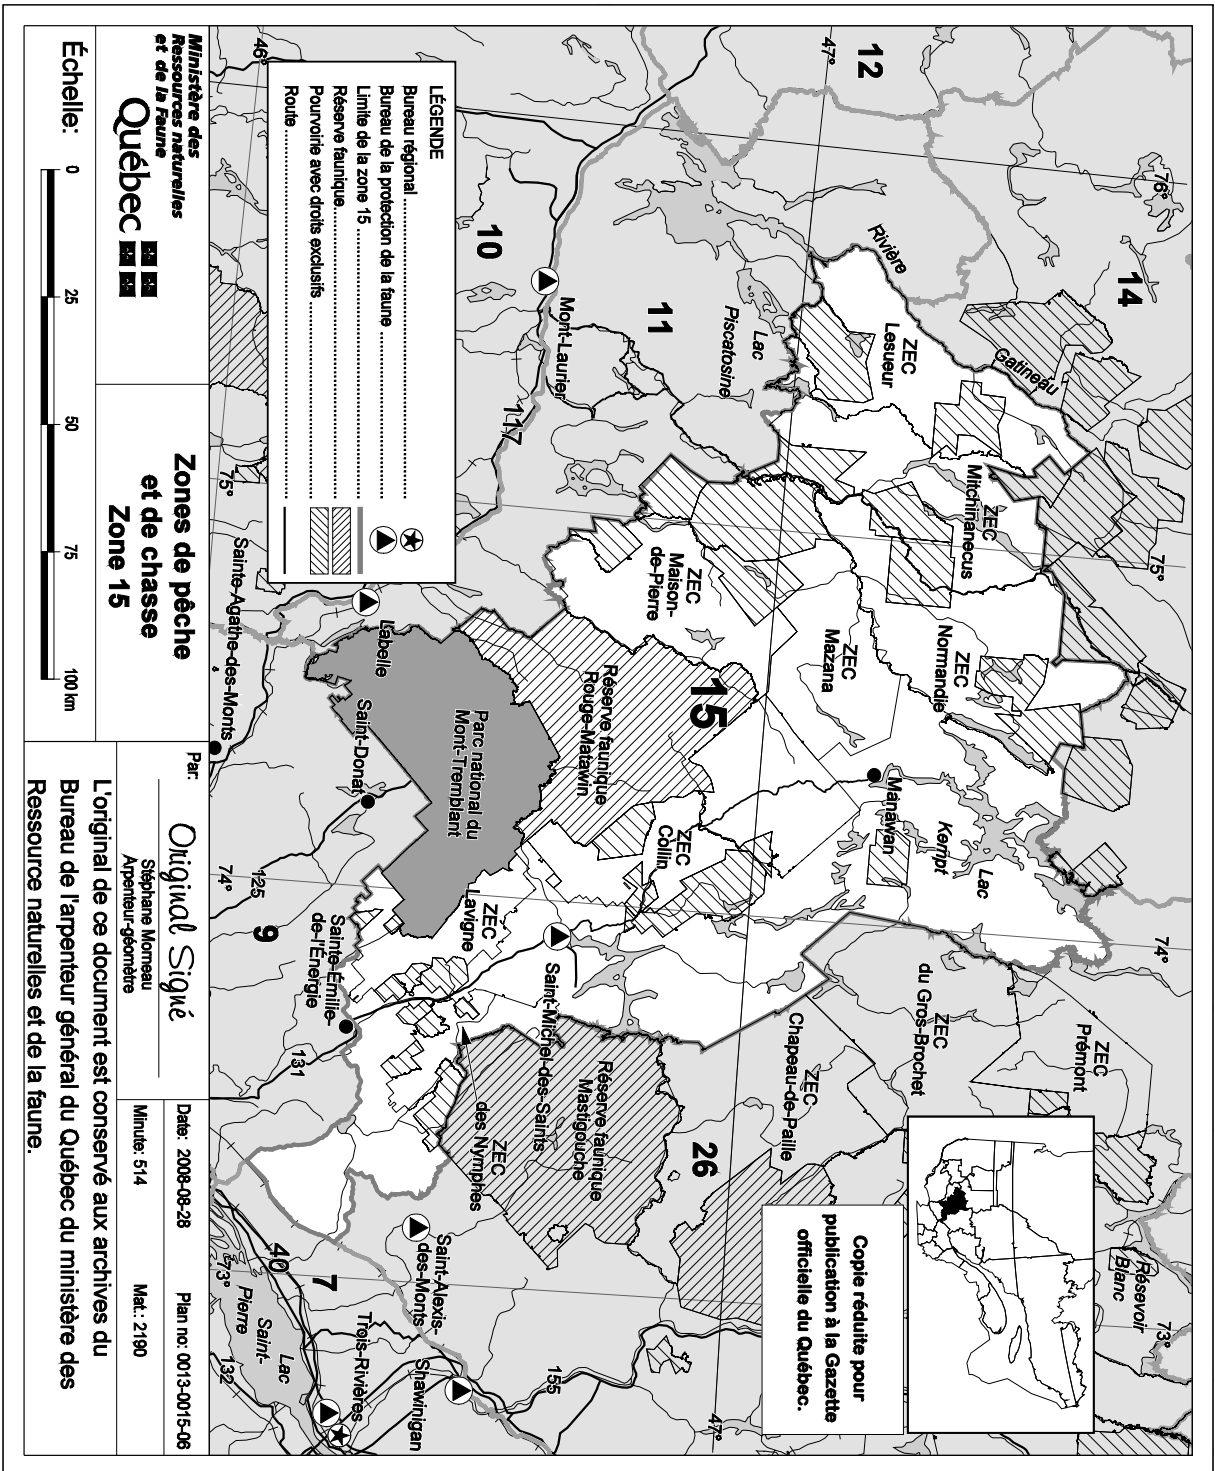 12
14
47°
76°
Rivière
Gatineau
46°
LÉGENDE
Bureau régional
Bureau de la protection de la faune
Limite de la zone 15
Réserve faunique
Pourvoirie avec droits exclusifs
Route
10
11
Mont-Laurier
117
Lac
Piscatosine
ZEC
Lesueur
ZEC
Mitchinanecus
75°
75°
ZEC
Maison-
de-Pierre
ZEC
Mazana
ZEC
Normandie
15
Réserve faunique
Rouge-Matawin
Labelle
Parc national du
Mont-Tremblant
Saint-Donat
Sainte-Agathe-des-Monts
Manawan
Lac
Kempt
ZEC
Collin
ZEC
Lavigne
74°
74°
125
9
Sainte-Émilie-
de-l'Énergie
131
Saint-Michel-des-Saints
ZEC
du Gros-Brochet
ZEC
Prémont
ZEC
Chapeau-de-Paille
Réserve faunique
Mastigouche
ZEC
des Nymphes
26
Saint-Alexis-
des-Monts
7
40
73°
Lac
Saint-
Pierre
132
Trois-Rivières
Shawinigan
155
47°
73°
Résevoir
Blanc
Copie réduite pour
publication à la Gazette
officielle du Québec.
Ministère des
Ressources naturelles
et de la Faune
Québec
Échelle:
0
25
50
75
100 km
Zones de pêche
et de chasse
Zone 15
Par:
Original Signé
Stéphane Morneau
Arpenteur-géomètre
Date: 2008-08-28
Plan no: 0013-0015-06
Minute: 514
Mat.: 2190
L'original de ce document est conservé aux archives du
Bureau de l'arpenteur général du Québec du ministère des
Ressource naturelles et de la faune.